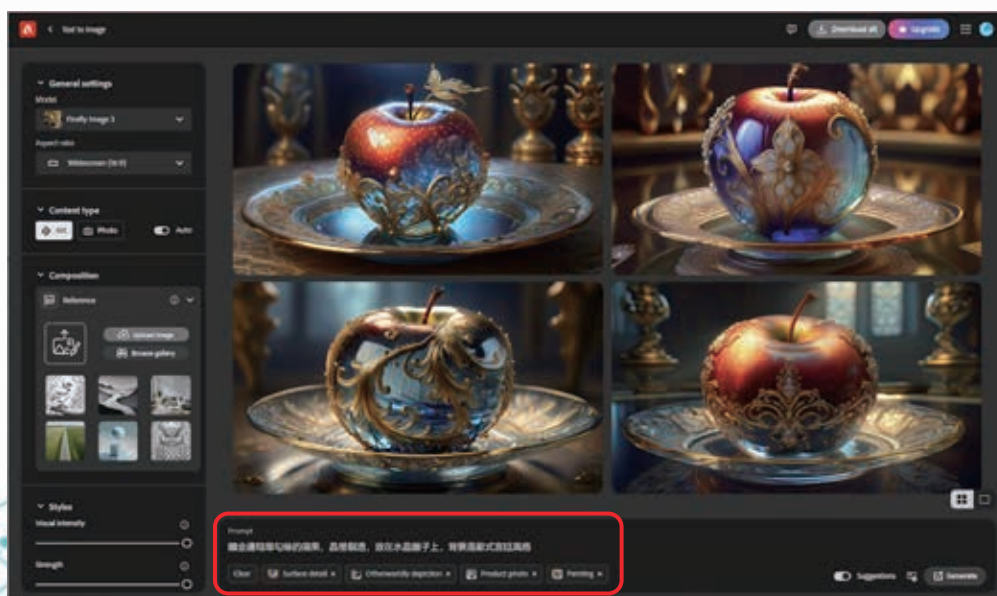 Text to Image
Download all
Upgrade
General settings
Model
Firefly Image 3
Aspect ratio
Widescreen (16:9)
Content type
Art
Photo
Auto
Composition
Reference
Upload image
Browse gallery
Styles
Visual intensity
Strength
Prompt
Clear
Surface detail ×
Otherworldly depiction ×
Product photo ×
Painting ×
Suggestions
Generate